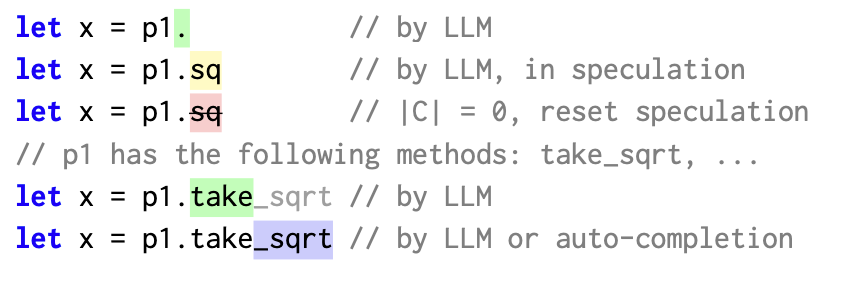 let x = p1.          // by LLM
let x = p1.sq        // by LLM, in speculation
let x = p1.sq        // |C| = 0, reset speculation
// p1 has the following methods: take_sqrt, ...
let x = p1.take_sqrt // by LLM
let x = p1.take_sqrt // by LLM or auto-completion